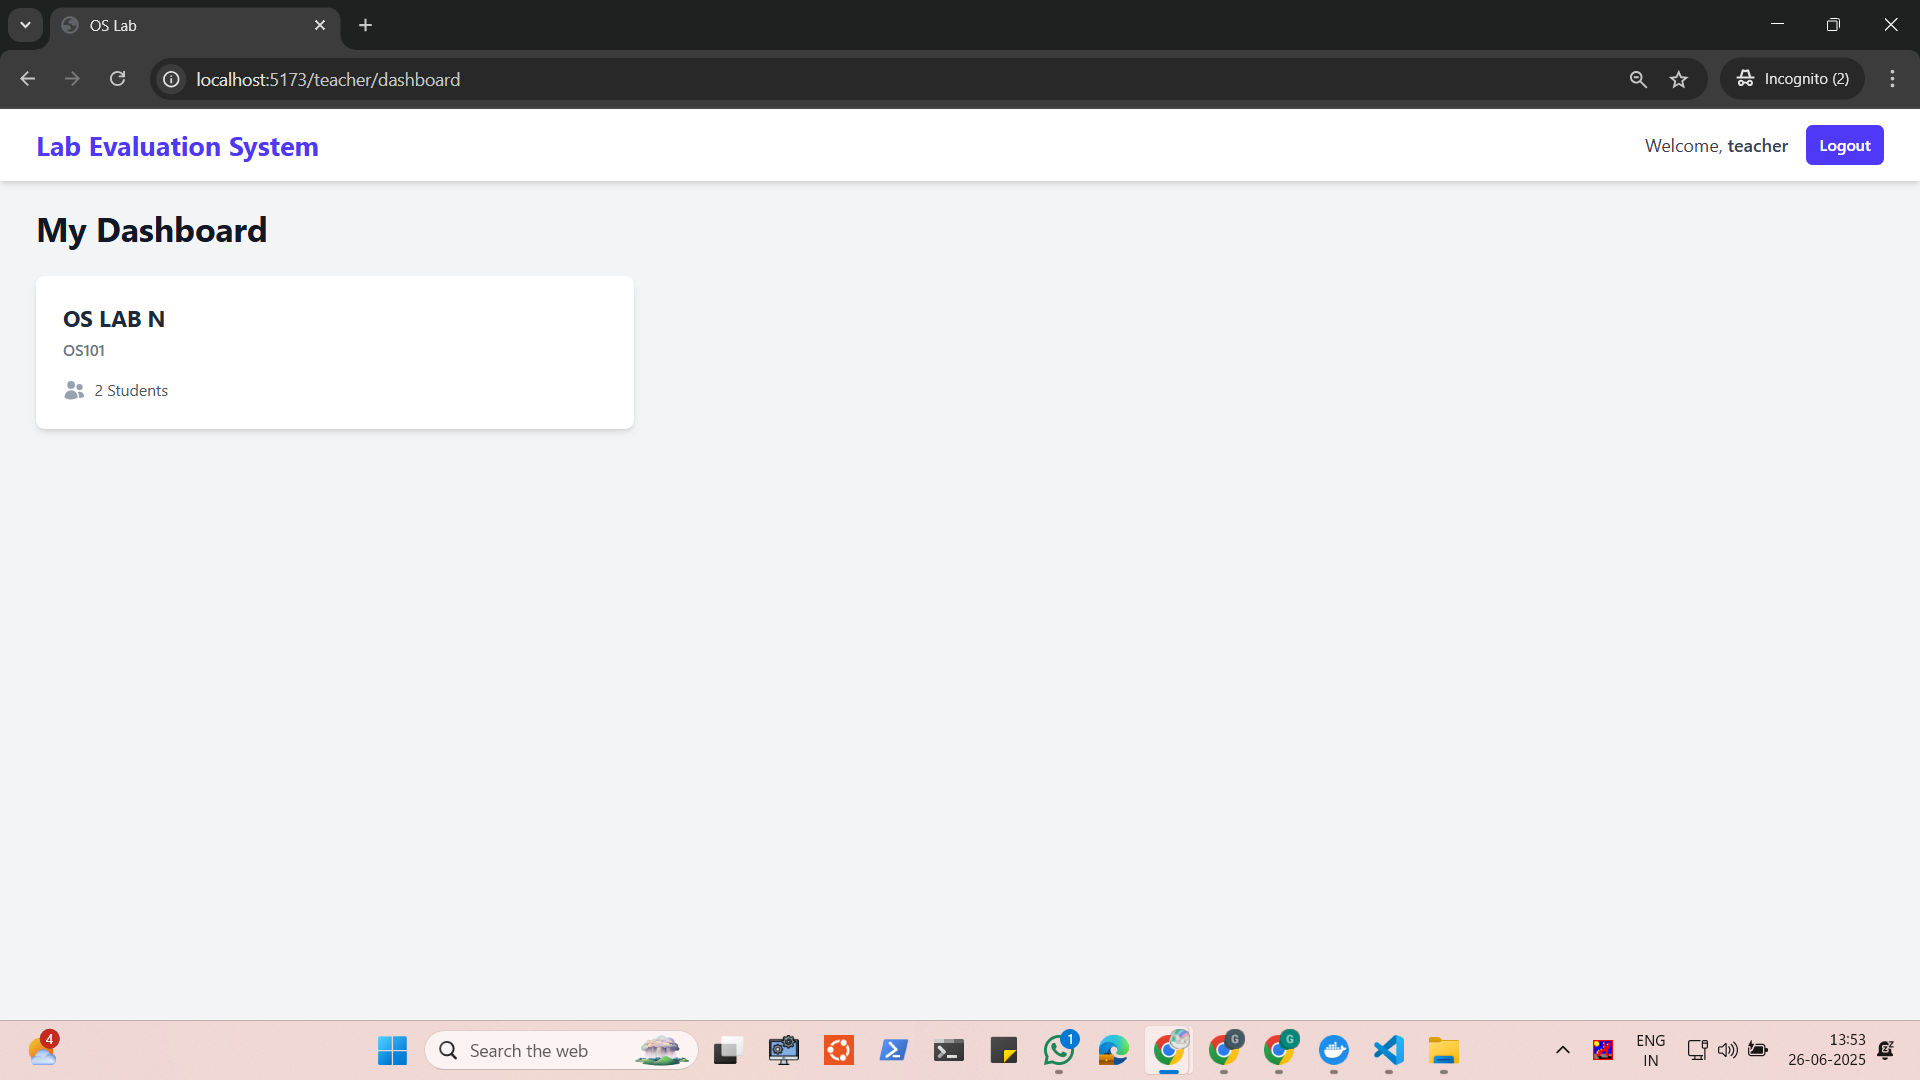 OS Lab
localhost:5173/teacher/dashboard
Incognito (2)
Lab Evaluation System
Welcome, teacher
Logout
My Dashboard
OS LAB N
OS101
2 Students
4
Search the web
1
G
G
ENG
IN
13:53
26-06-2025